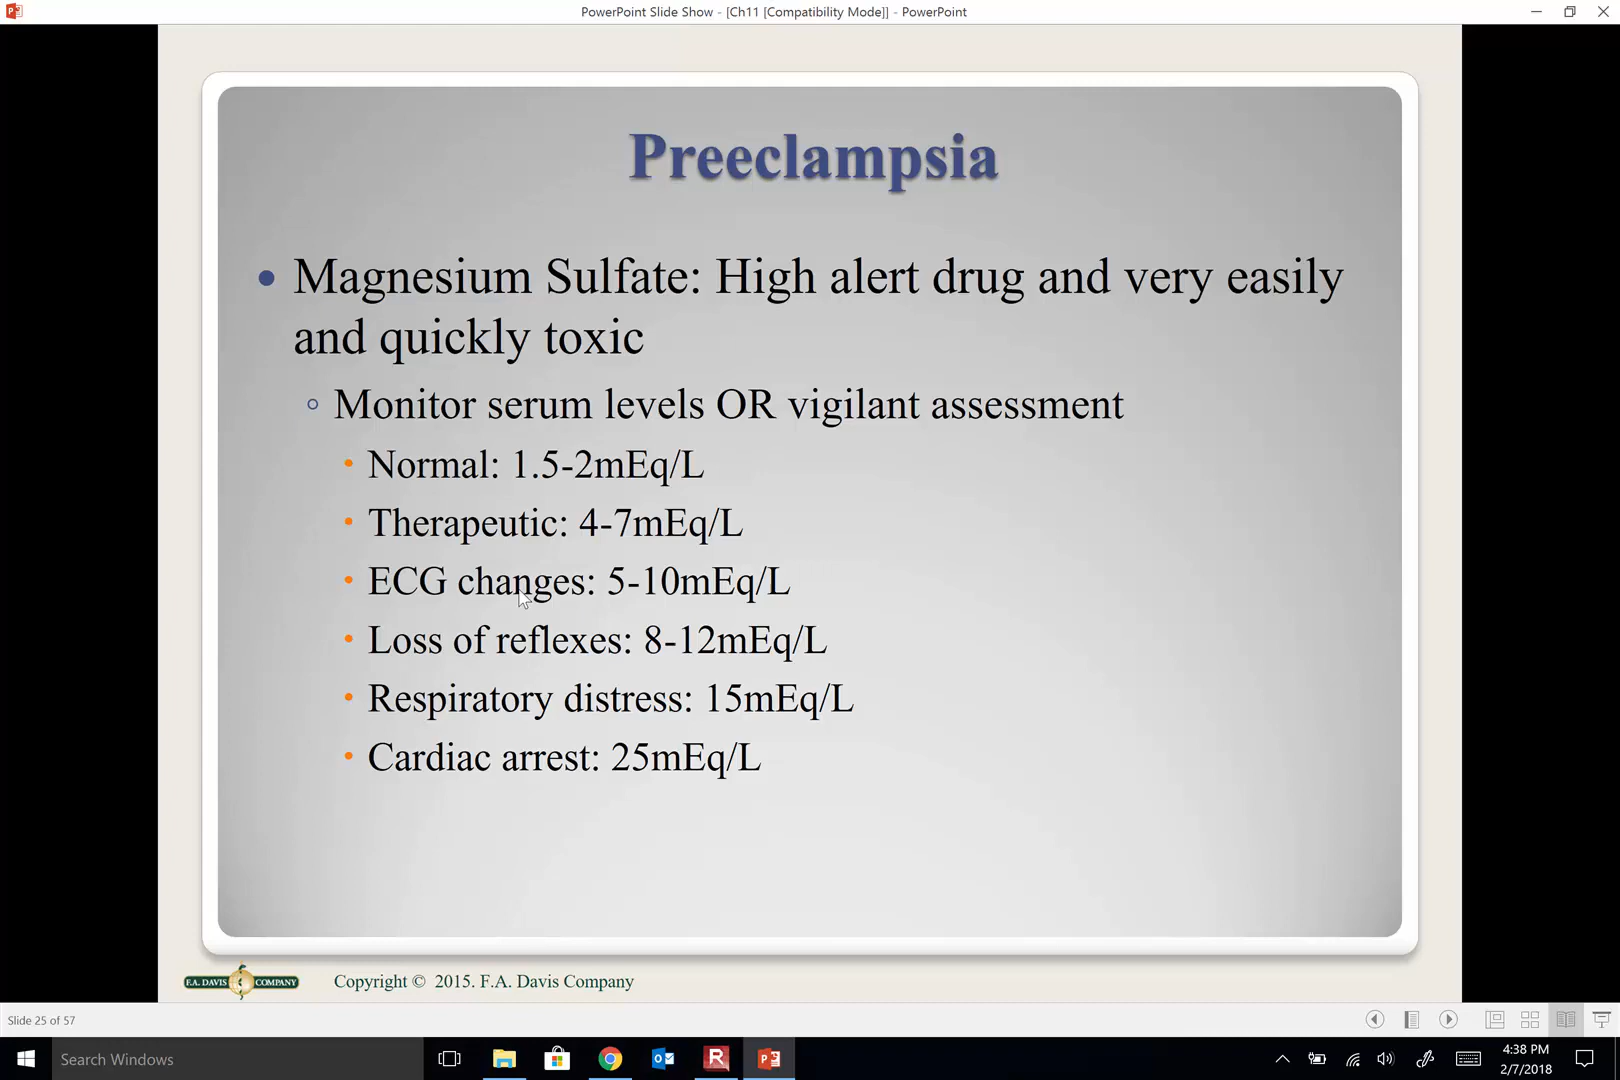 PowerPoint Slide Show - [Ch11 [Compatibility Mode]] - PowerPoint
Preeclampsia
Magnesium Sulfate: High alert drug and very easily
and quickly toxic
Monitor serum levels OR vigilant assessment
Normal: 1.5-2mEq/L
Therapeutic: 4-7mEq/L
ECG changes: 5-10mEq/L
Loss of reflexes: 8-12mEq/L
Respiratory distress: 15mEq/L
Cardiac arrest: 25mEq/L
F.A. DAVIS COMPANY
Copyright © 2015. F.A. Davis Company
Slide 25 of 57
Search Windows
4:38 PM
2/7/2018